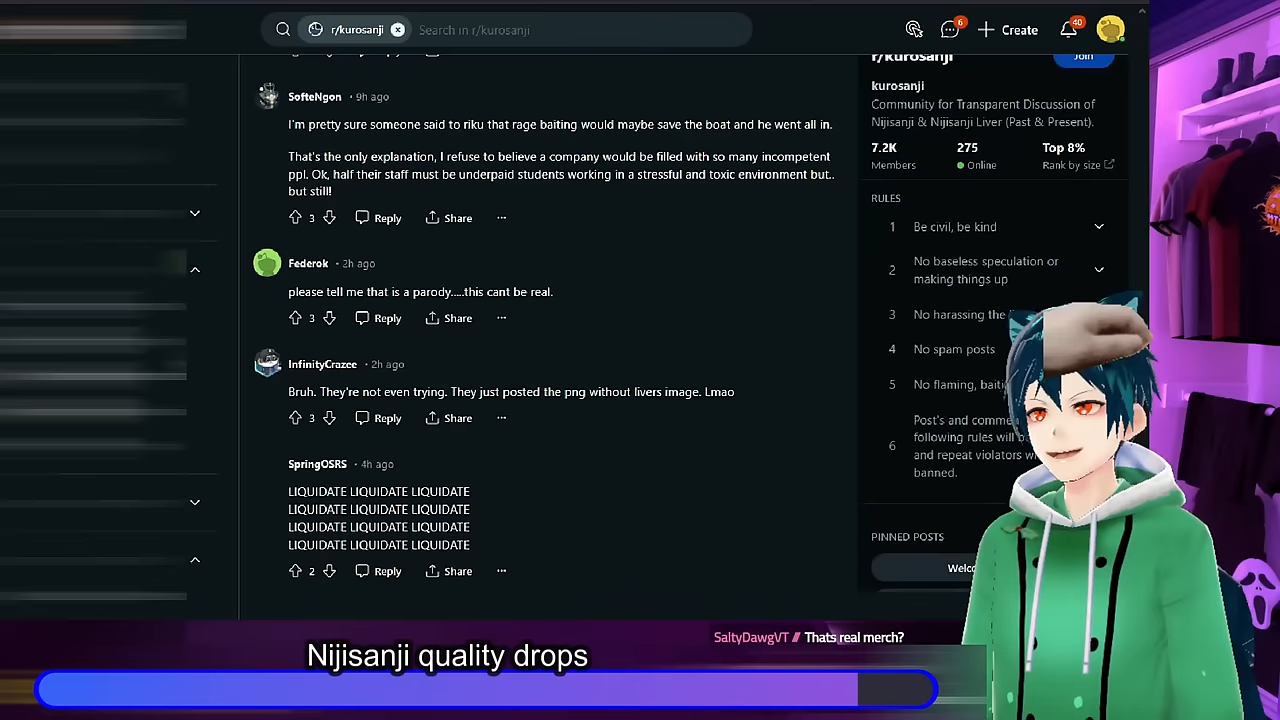 r/kurosanji
Search in r/kurosanji
6
Create
40
SofteNgon • 9h ago
I'm pretty sure someone said to riku that rage baiting would maybe save the boat and he went all in.
That's the only explanation, I refuse to believe a company would be filled with so many incompetent
ppl. Ok, half their staff must be underpaid students working in a stressful and toxic environment but..
but still!
3
Reply
Share
Federok • 2h ago
please tell me that is a parody.....this cant be real.
3
Reply
Share
InfinityCrazee • 2h ago
Bruh. They're not even trying. They just posted the png without livers image. Lmao
3
Reply
Share
SpringOSRS • 4h ago
LIQUIDATE LIQUIDATE LIQUIDATE
LIQUIDATE LIQUIDATE LIQUIDATE
LIQUIDATE LIQUIDATE LIQUIDATE
LIQUIDATE LIQUIDATE LIQUIDATE
2
Reply
Share
r/kurosanji
Join
kurosanji
Community for Transparent Discussion of
Nijisanji & Nijisanji Liver (Past & Present).
7.2K
275
Top 8%
Members
Online
Rank by size
RULES
1 Be civil, be kind
2 No baseless speculation or
making things up
3 No harassing the
4 No spam posts
5 No flaming,
6 Post's and
following rules will
and repeat violators
banned.
PINNED POSTS
SaltyDawgVT // Thats real merch?
Nijisanji quality drops